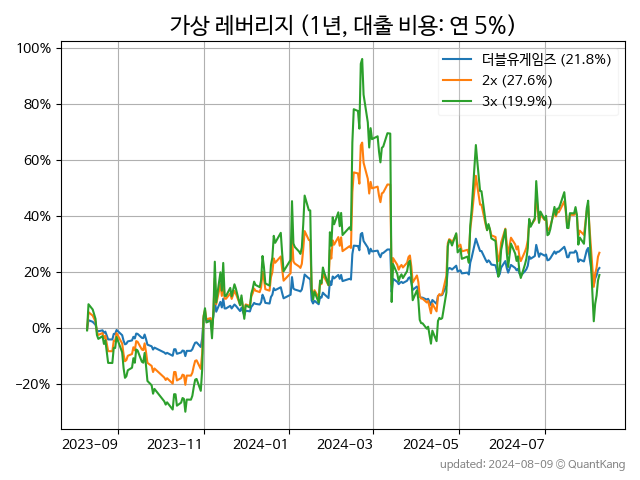 가상 레버리지 (1년, 대출 비용: 연 5%)
더블유게임즈 (21.8%)
2x (27.6%)
3x (19.9%)
100%
80%
60%
40%
20%
0%
−20%
2023-09 2023-11 2024-01 2024-03 2024-05 2024-07
updated: 2024-08-09 © QuantKang